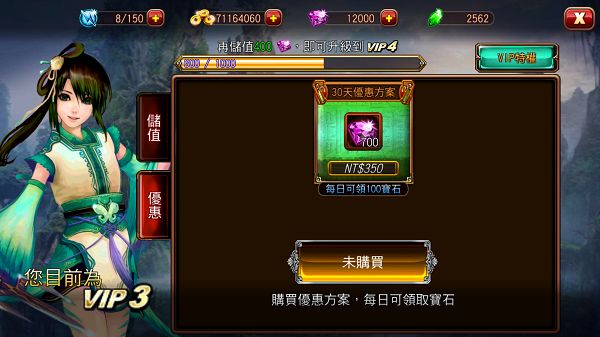 8/150
71164060
12000
2562
X
再儲值400，即可升級到 VIP 4
600 / 1000
VIP特權
儲值
優惠
30天優惠方案
700
NT$350
每日可領100寶石
未購買
購買優惠方案，每日可領取寶石
您目前為
VIP 3